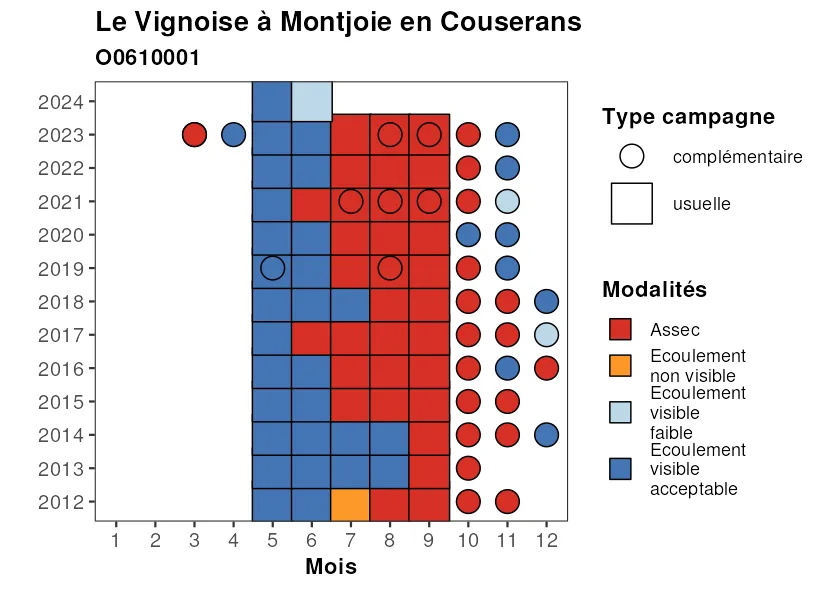 Le Vignoise à Montjoie en Couserans
O0610001
2024
2023
2022
2021
2020
2019
2018
2017
2016
2015
2014
2013
2012
1 2 3 4 5 6 7 8 9 10 11 12
Mois
Type campagne
complémentaire
usuelle
Modalités
Assec
Ecoulement
non visible
Ecoulement
visible
faible
Ecoulement
visible
acceptable